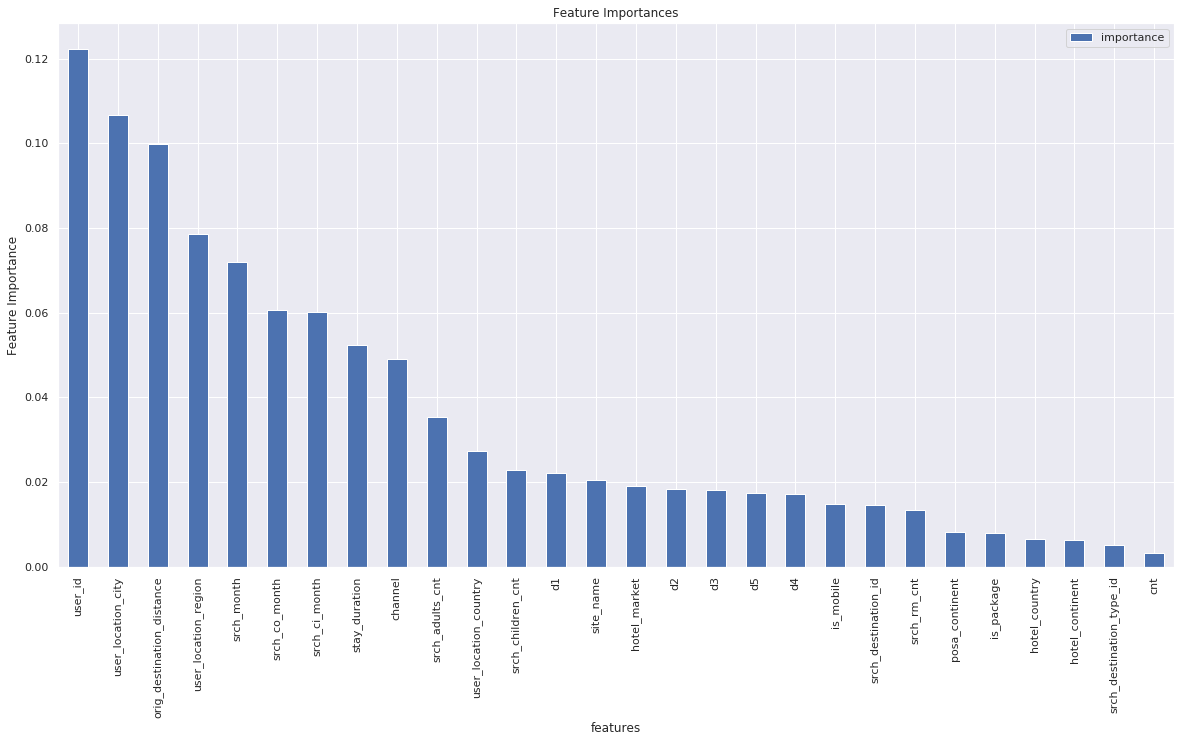 Feature Importances
importance
0.12
0.10
0.08
0.06
0.04
0.02
0.00
Feature Importance
user_id
user_location_city
orig_destination_distance
user_location_region
srch_month
srch_co_month
srch_ci_month
stay_duration
channel
srch_adults_cnt
user_location_country
srch_children_cnt
d1
site_name
hotel_market
d2
d3
d5
d4
is_mobile
srch_destination_id
srch_rm_cnt
posa_continent
is_package
hotel_country
hotel_continent
srch_destination_type_id
cnt
features